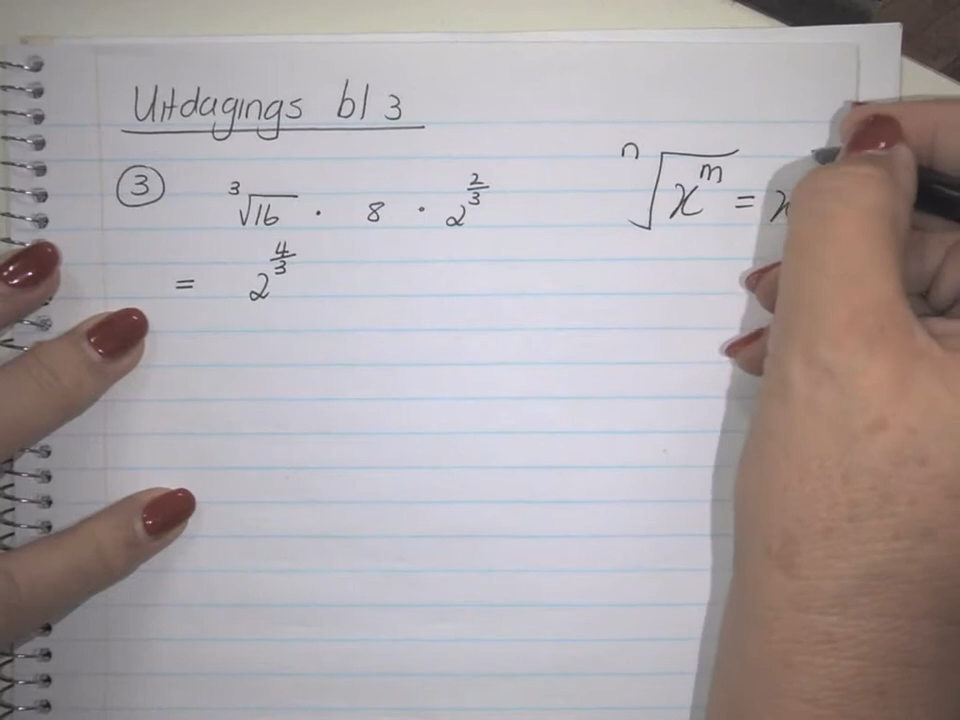 Uitdagings bl 3
③ ∛16 · 8 · 2^(2/3)
= 2^(4/3)
ⁿ√(x^m) = x